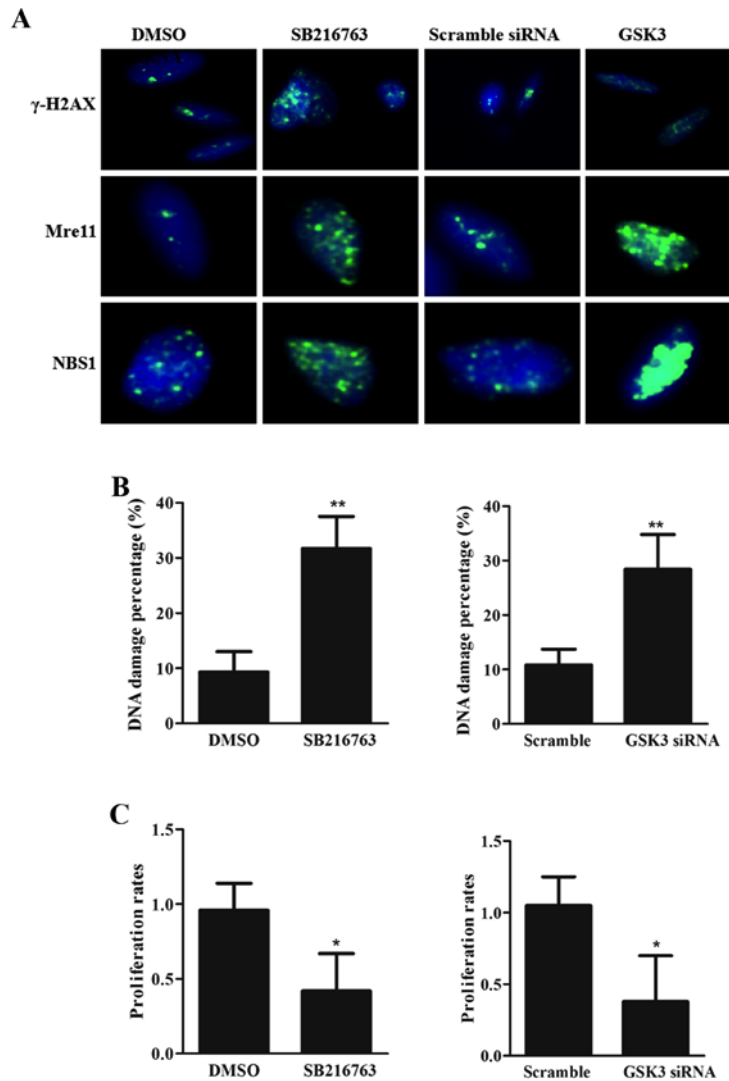 A
DMSO SB216763 Scramble siRNA GSK3
γ-H2AX
Mre11
NBS1
B
DNA damage percentage (%)
40
30
20
10
0
**
DMSO SB216763
DNA damage percentage (%)
40
30
20
10
0
**
Scramble GSK3 siRNA
C
Proliferation rates
1.5
1.0
0.5
0.0
*
DMSO SB216763
Proliferation rates
1.5
1.0
0.5
0.0
*
Scramble GSK3 siRNA